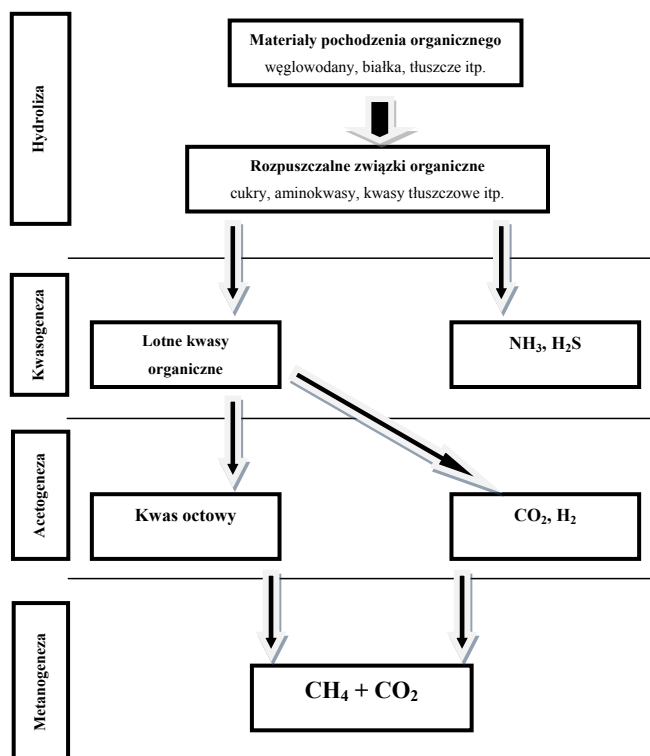 Hydroliza
Materiały pochodzenia organicznego
węglowodany, białka, tłuszcze itp.
Rozpuszczalne związki organiczne
cukry, aminokwasy, kwasy tłuszczowe itp.
Kwasogeneza
Lotne kwasy
organiczne
NH₃, H₂S
Acetogeneza
Kwas octowy
CO₂, H₂
Metanogeneza
CH₄ + CO₂